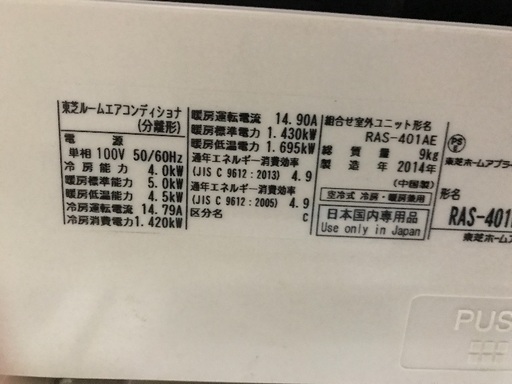 東芝ルームエアコンディショナ
(分離形)
電源
単相 100V 50/60Hz
冷房能力 4.0kW
暖房標準能力 5.0kW
暖房低温能力 4.5kW
冷房運転電流 14.79A
冷房消費電力 1.420kW
暖房運転電流 14.90A
暖房標準電力 1.430kW
暖房低温電力 1.695kW
通年エネルギー消費効率
(JIS C 9612:2013) 4.9
通年エネルギー消費効率
(JIS C 9612:2005) 4.9
区分名 C
組合せ室外ユニット形名
RAS-401AE
総質量 9kg
製造年 2014年
(中国製)
空冷式 冷房・暖房兼用
日本国内専用品
Use only in Japan
PS
E
東芝ホームアプラ
形名
RAS-401
東芝ホームア
PUS